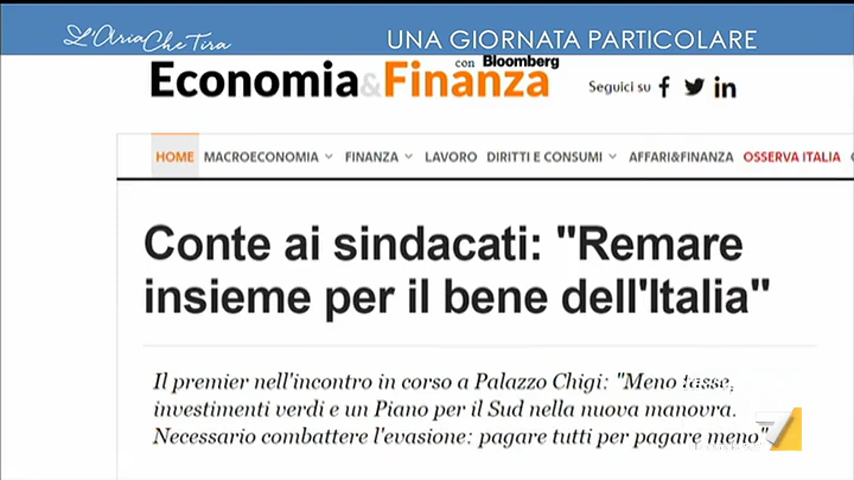 L'Aria Che Tira
UNA GIORNATA PARTICOLARE
Economia&Finanza
con Bloomberg
Seguici su
HOME MACROECONOMIA FINANZA LAVORO DIRITTI E CONSUMI AFFARI&FINANZA OSSERVA ITALIA
Conte ai sindacati: "Remare
insieme per il bene dell'Italia"
Il premier nell'incontro in corso a Palazzo Chigi: "Meno tasse,
investimenti verdi e un Piano per il Sud nella nuova manovra.
Necessario combattere l'evasione: pagare tutti per pagare meno"
7